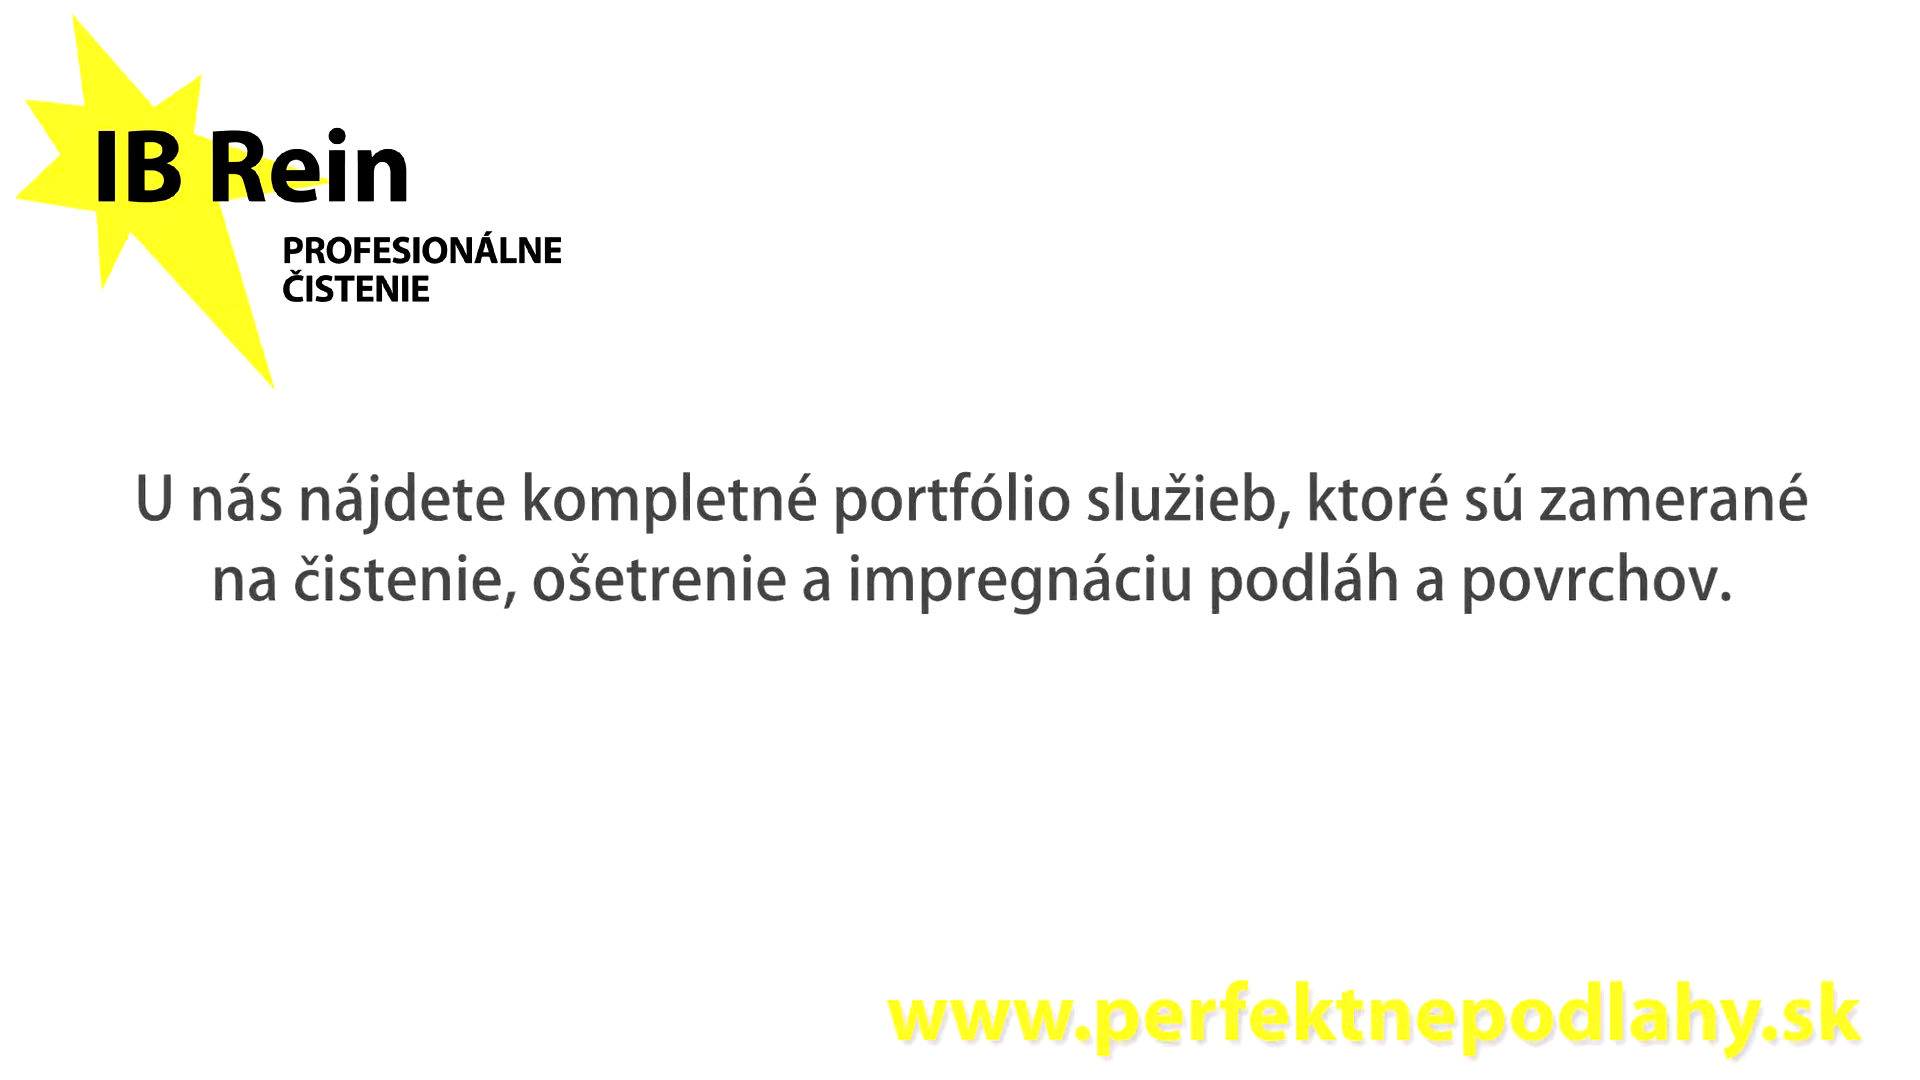 IB Rein
PROFESIONÁLNE
ČISTENIE
U nás nájdete kompletné portfólio služieb, ktoré sú zamerané
na čistenie, ošetrenie a impregnáciu podláh a povrchov.
www.perfektnepodlahy.sk